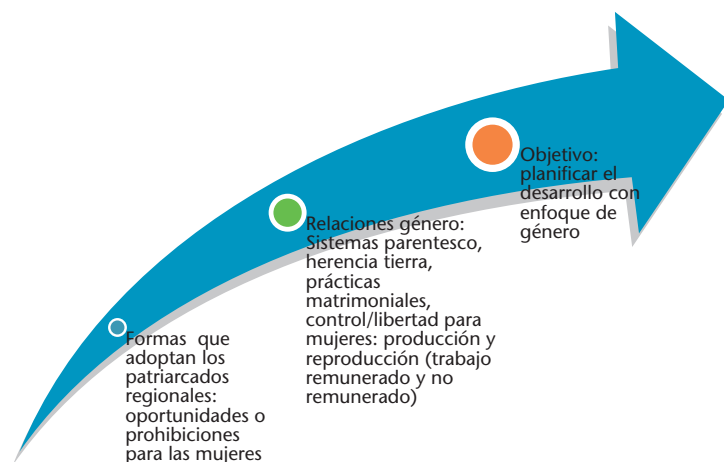 Formas que
adoptan los
patriarcados
regionales:
oportunidades o
prohibiciones
para las mujeres
Relaciones género:
Sistemas parentesco,
herencia tierra,
prácticas
matrimoniales,
control/libertad para
mujeres: producción y
reproducción (trabajo
remunerado y no
remunerado)
Objetivo:
planificar el
desarrollo con
enfoque de
género